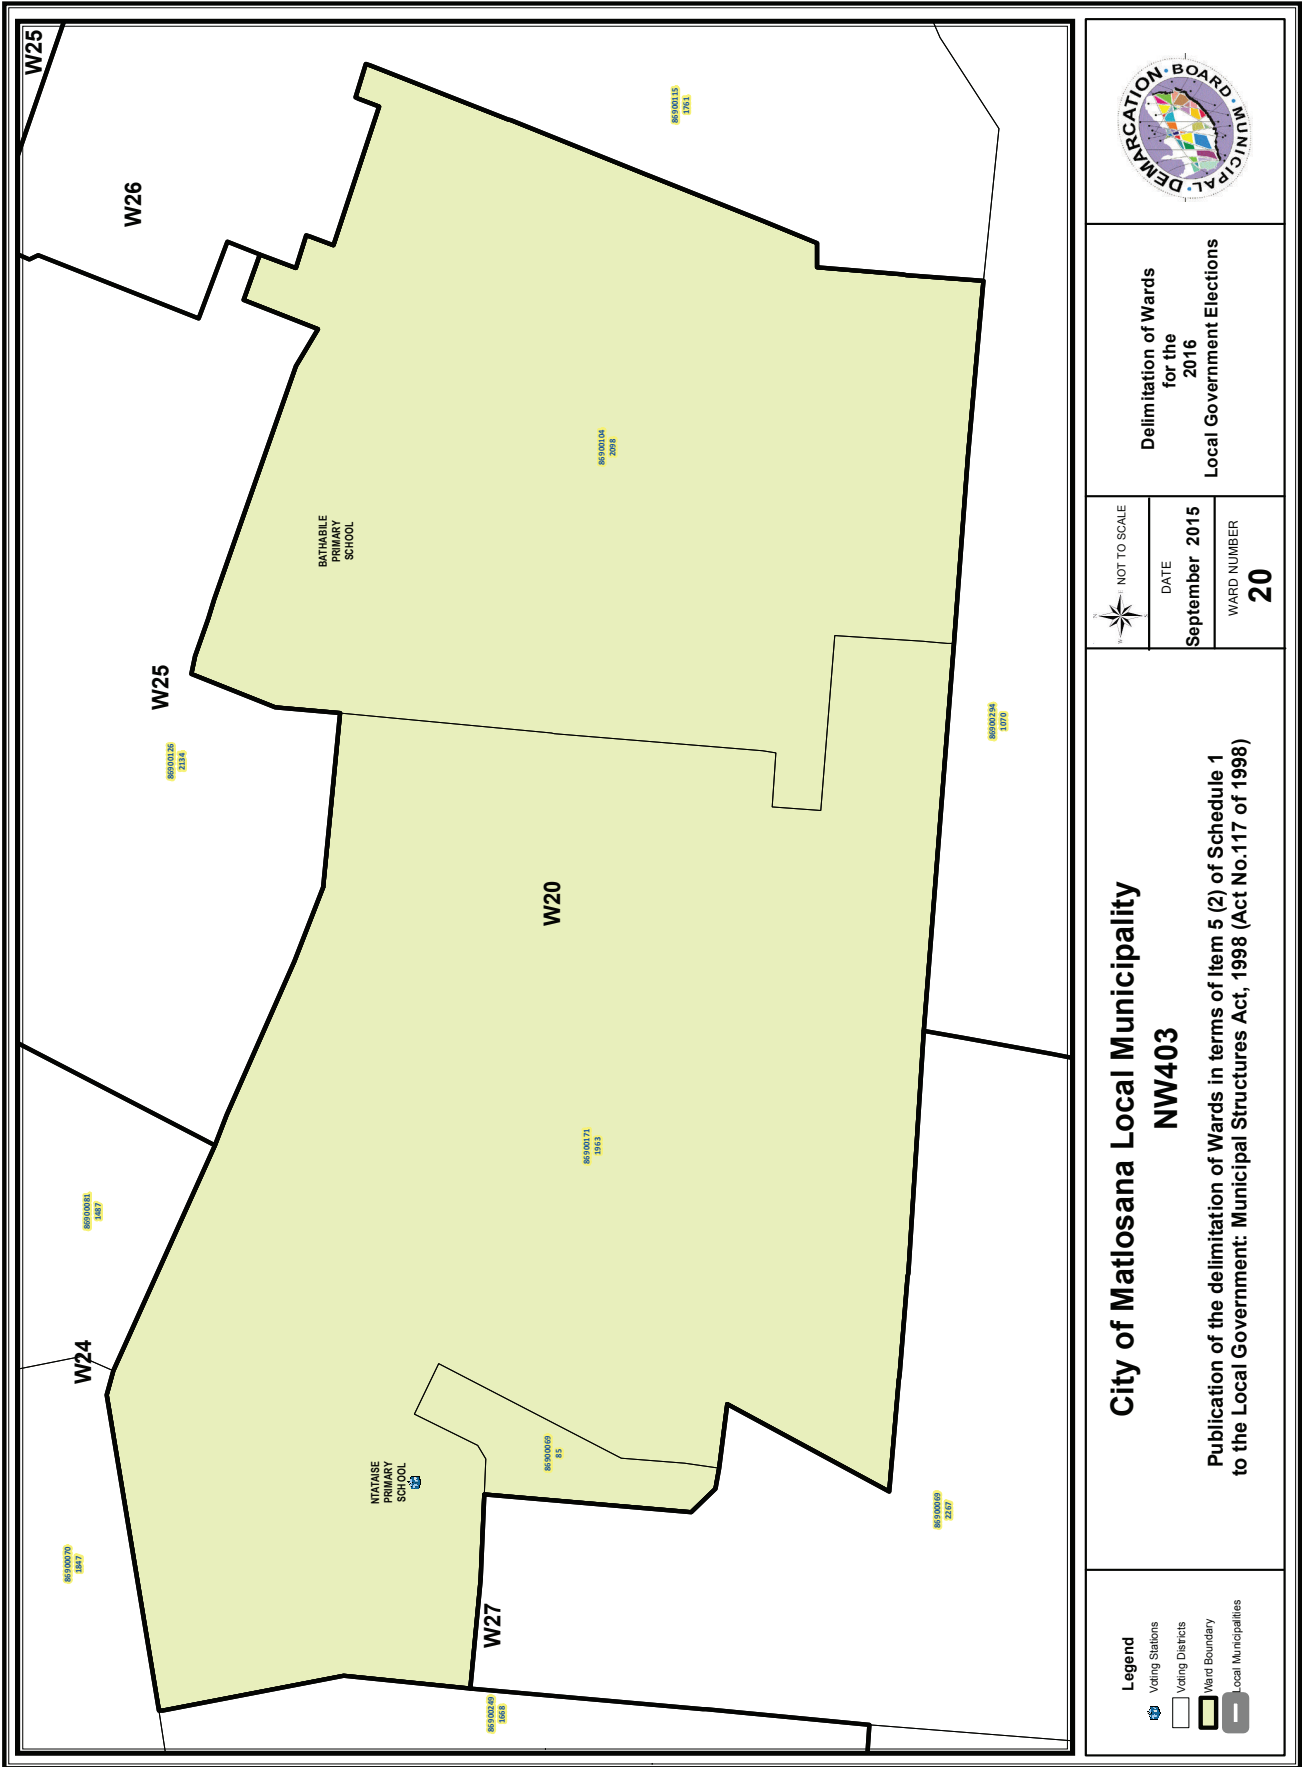 W25
W26
W25
W24
W20
W27
86900115
1761
86900104
2098
BATHABILE
PRIMARY
SCHOOL
86900126
2134
86900294
1070
86900171
1963
86900081
1487
NTATAISE
PRIMARY
SCHOOL
86900069
85
86900069
2267
86900070
1847
86900249
1668
Legend
Voting Stations
Voting Districts
Ward Boundary
Local Municipalities
City of Matlosana Local Municipality
NW403
Publication of the delimitation of Wards in terms of Item 5 (2) of Schedule 1
to the Local Government: Municipal Structures Act, 1998 (Act No.117 of 1998)
N
W
E
S
NOT TO SCALE
DATE
September 2015
WARD NUMBER
20
Delimitation of Wards
for the
2016
Local Government Elections
MUNICIPAL • DEMARCATION • BOARD •